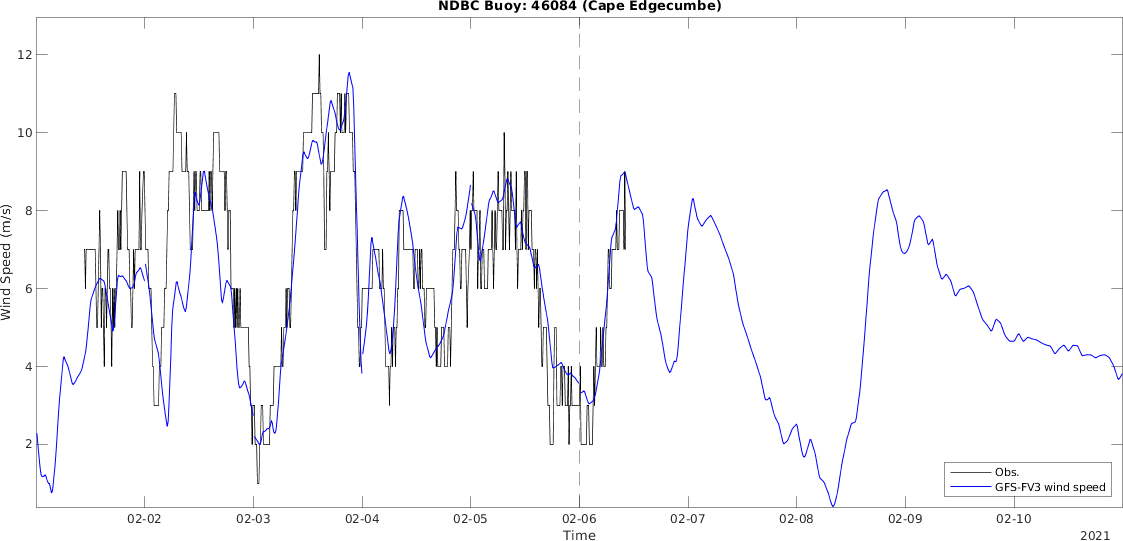 NDBC Buoy: 46084 (Cape Edgecumbe)
Wind Speed (m/s)
12
10
8
6
4
2
02-02 02-03 02-04 02-05 02-06 02-07 02-08 02-09 02-10
Time
2021
Obs.
GFS-FV3 wind speed